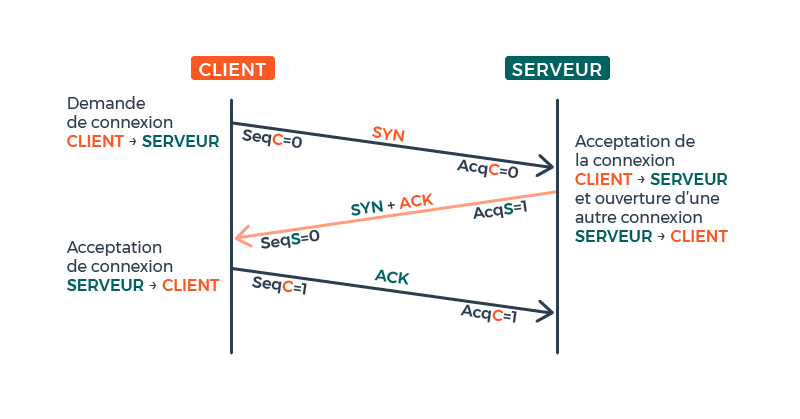 CLIENT
SERVEUR
Demande
de connexion
CLIENT → SERVEUR
SYN
SeqC=0
AcqC=0
Acceptation de
la connexion
CLIENT → SERVEUR
et ouverture d’une
autre connexion
SERVEUR → CLIENT
SYN + ACK
AcqS=1
SeqS=0
Acceptation
de connexion
SERVEUR → CLIENT
ACK
SeqC=1
AcqC=1